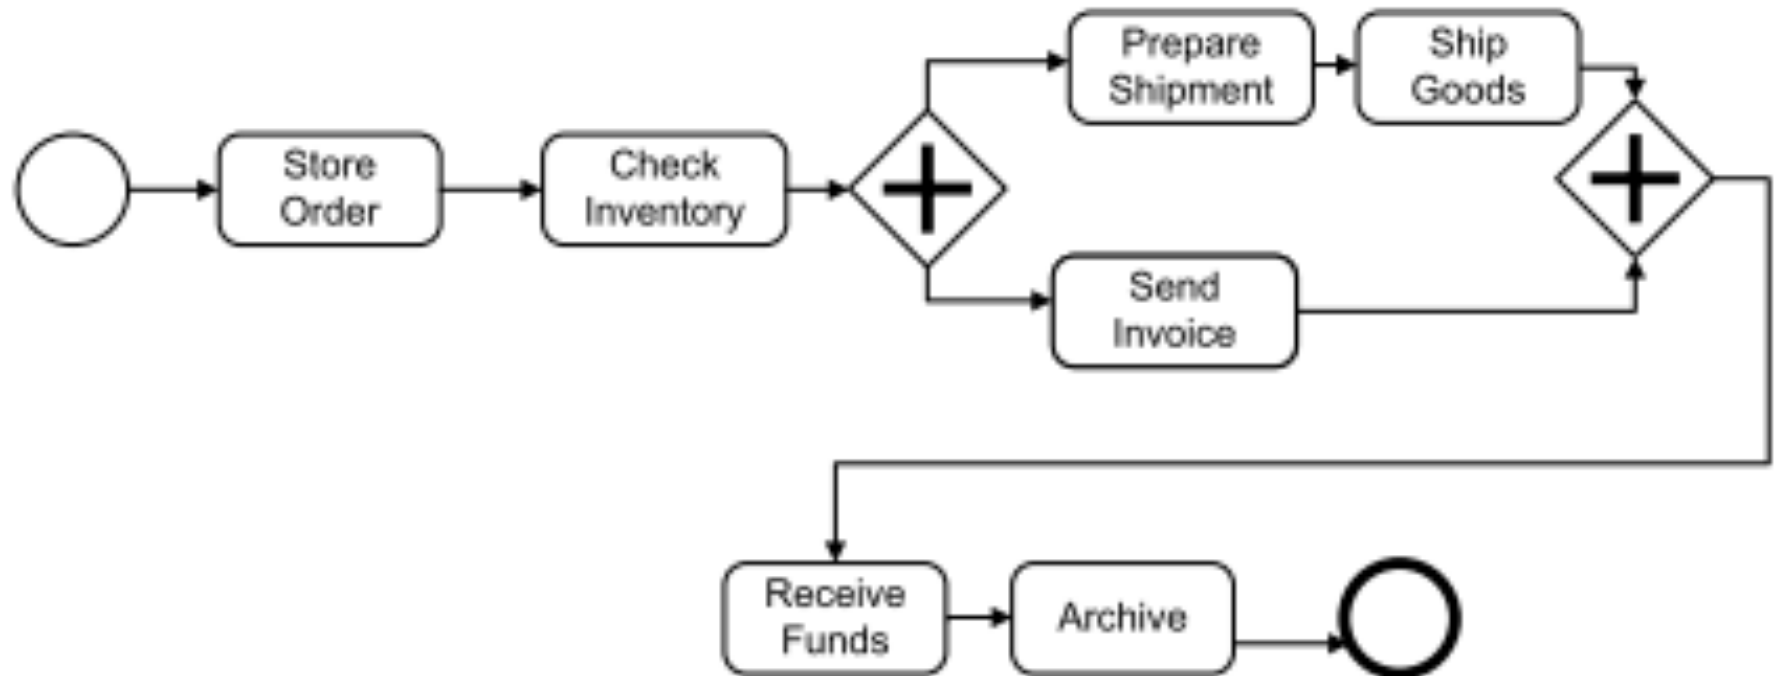 Store
Order
Check
Inventory
Prepare
Shipment
Ship
Goods
Send
Invoice
Receive
Funds
Archive